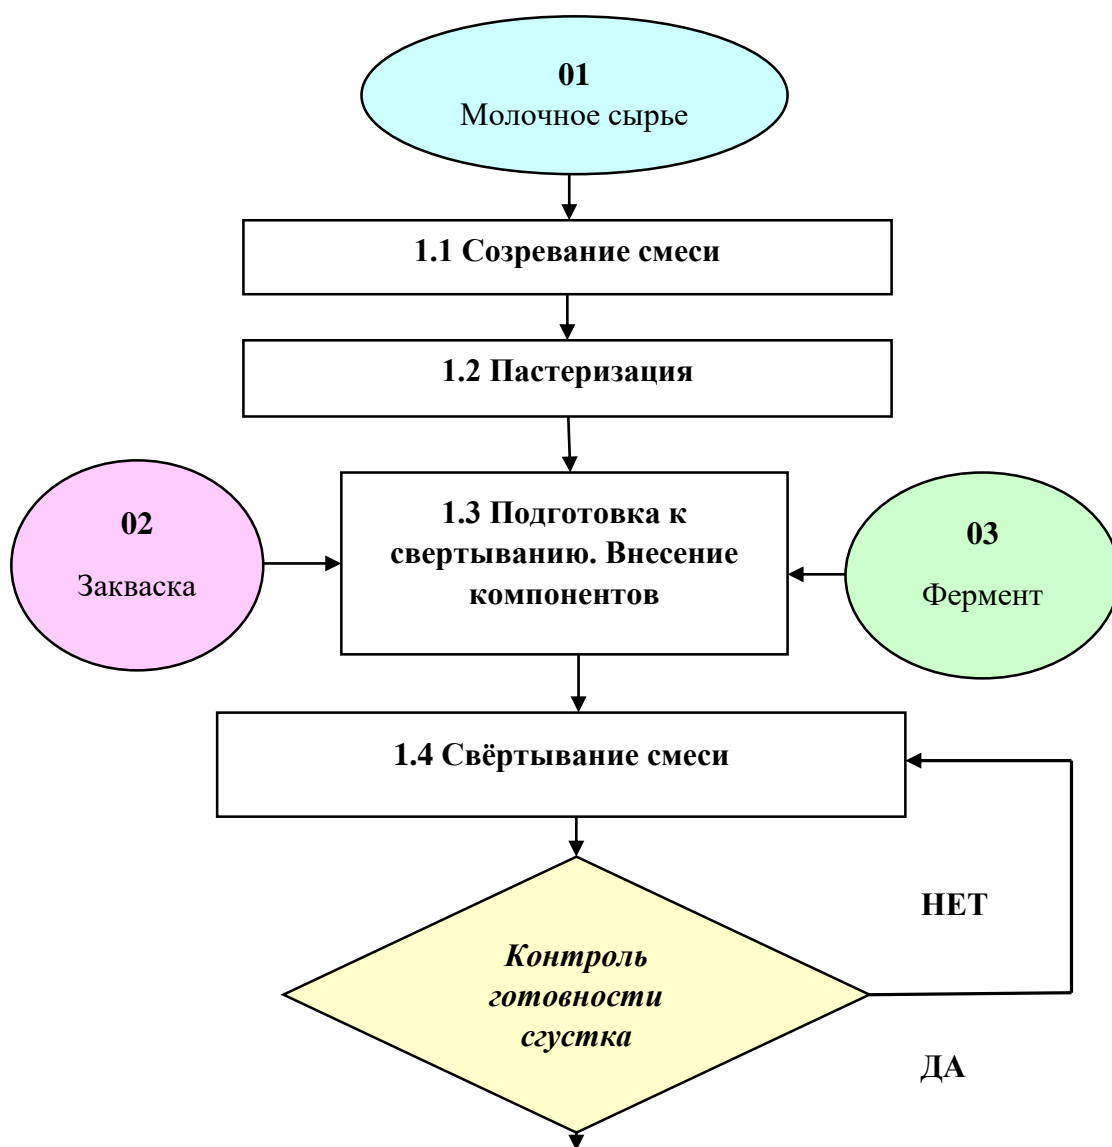 01
Молочное сырье
1.1 Созревание смеси
1.2 Пастеризация
02
Закваска
1.3 Подготовка к
свертыванию. Внесение
компонентов
03
Фермент
1.4 Свёртывание смеси
НЕТ
Контроль
готовности
сгустка
ДА